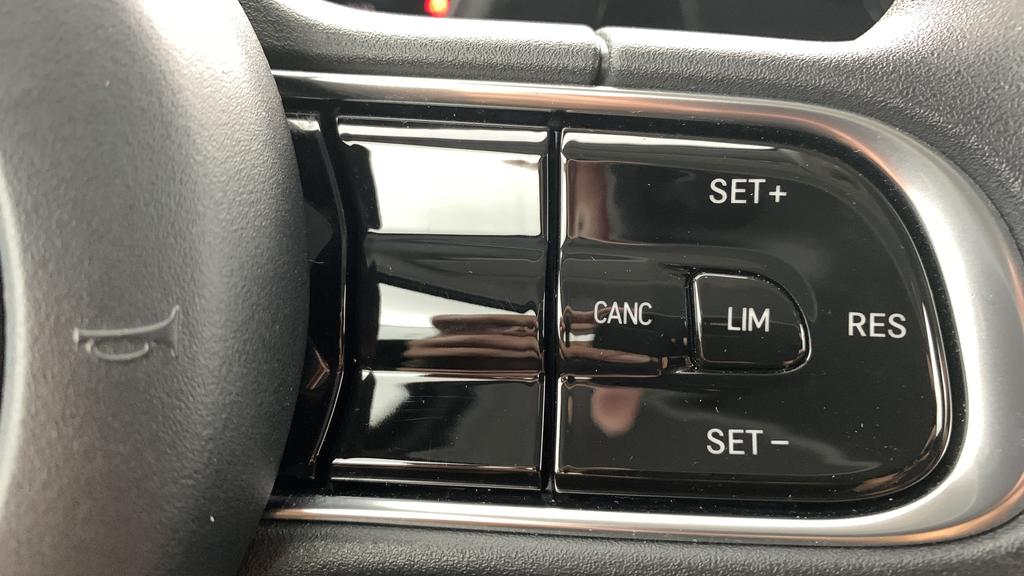 SET+
CANC LIM RES
SET-